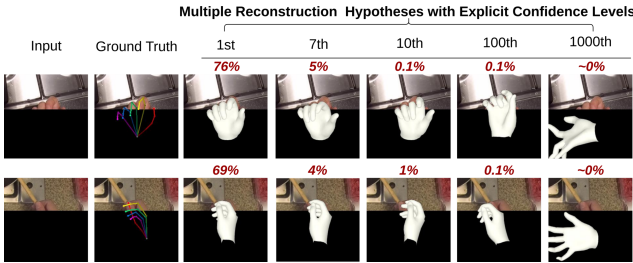 Multiple Reconstruction Hypotheses with Explicit Confidence Levels
Input Ground Truth 1st 7th 10th 100th 1000th
76% 5% 0.1% 0.1% ~0%
69% 4% 1% 0.1% ~0%